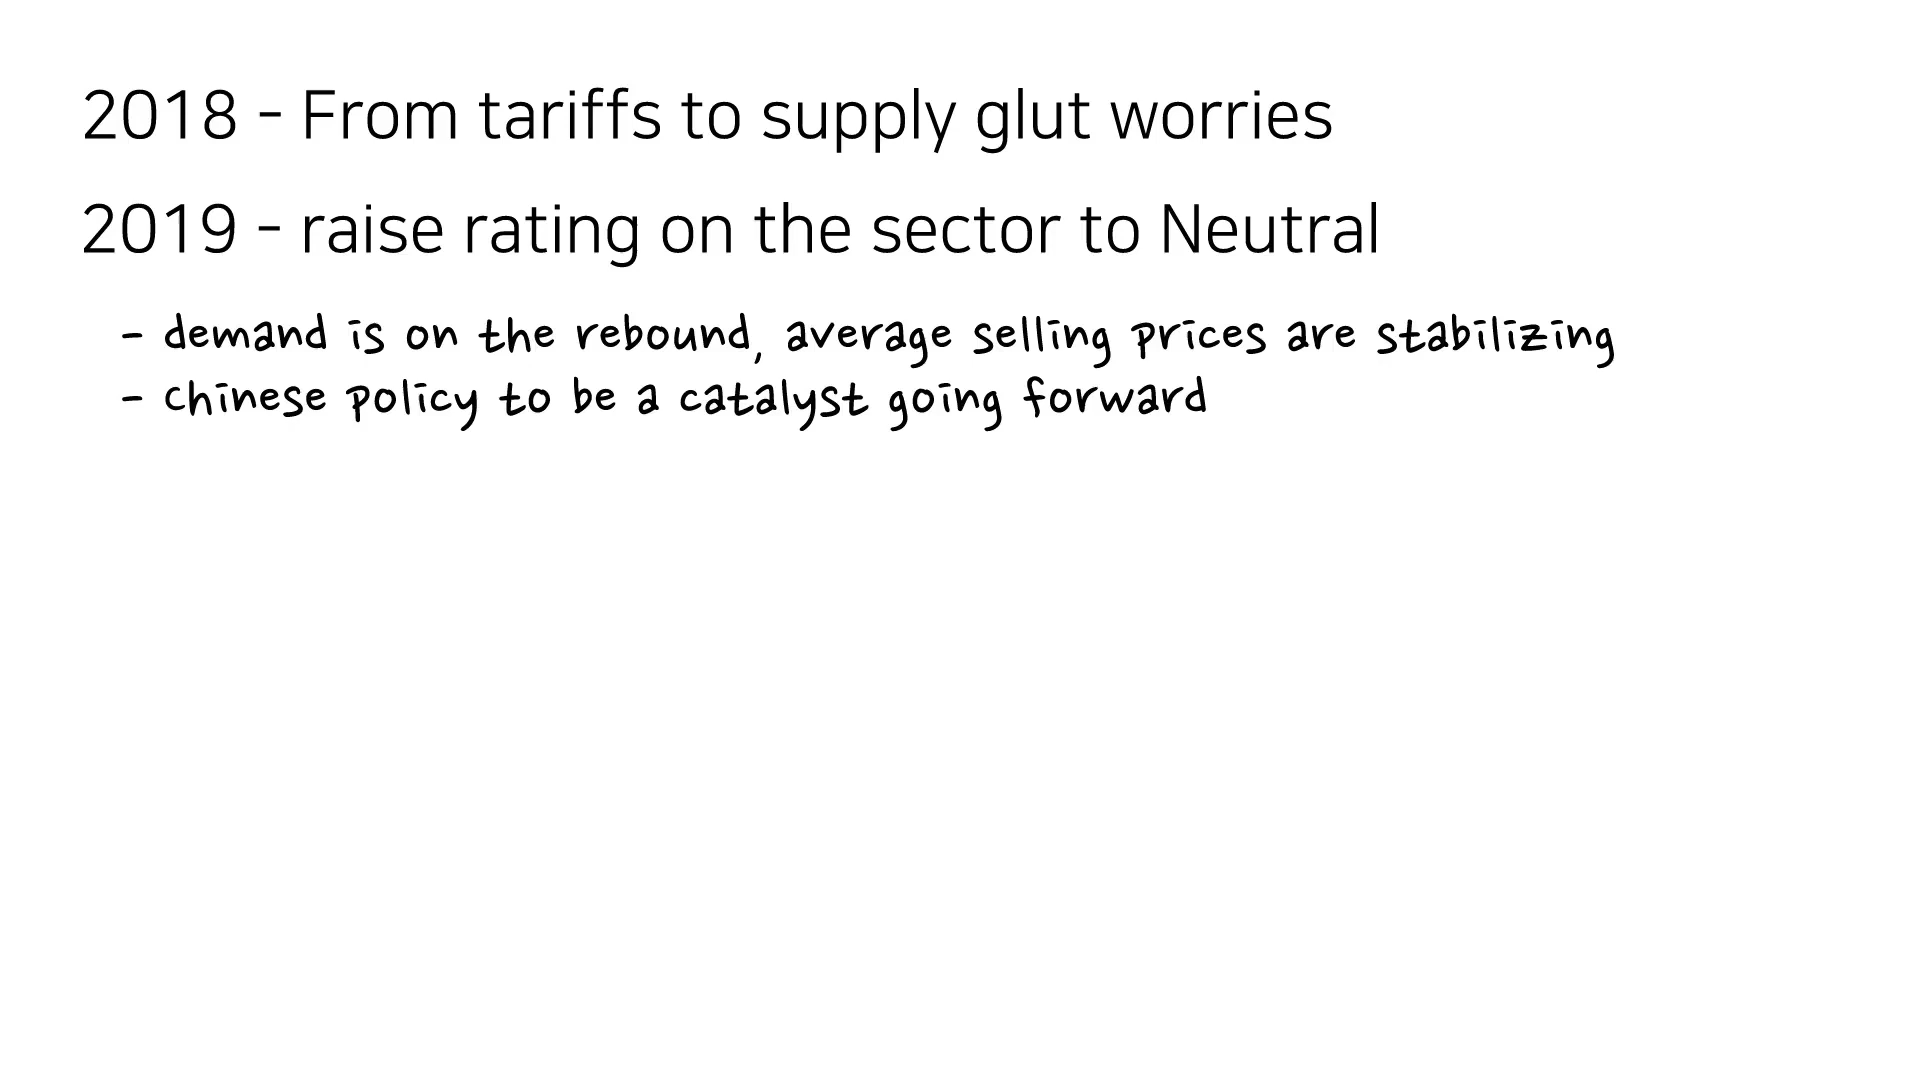 2018 - From tariffs to supply glut worries
2019 - raise rating on the sector to Neutral
- demand is on the rebound, average selling prices are stabilizing
- chinese policy to be a catalyst going forward